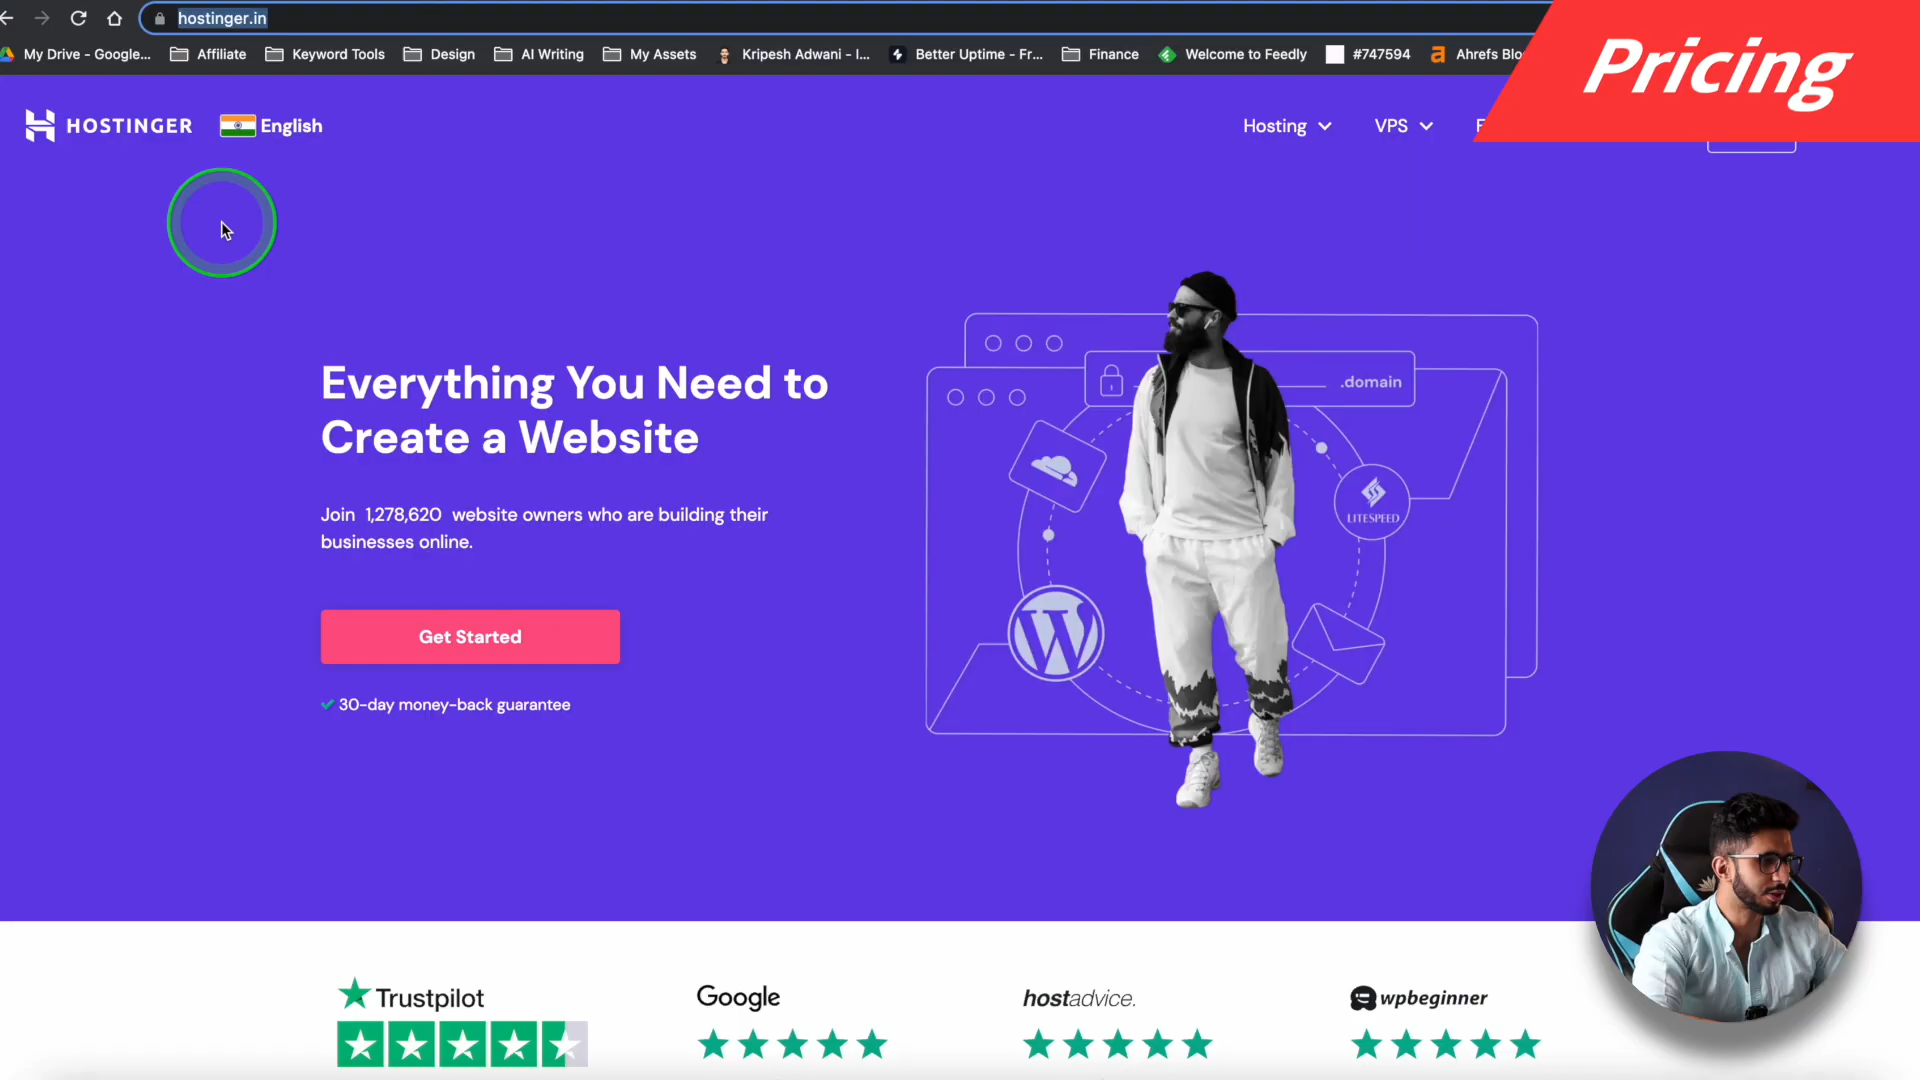 hostinger.in
My Drive - Google...
Affiliate
Keyword Tools
Design
AI Writing
My Assets
Kripesh Adwani - I...
Better Uptime - Fr...
Finance
Welcome to Feedly
#747594
Ahrefs Blo
Pricing
HOSTINGER
English
Hosting
VPS
Everything You Need to
Create a Website
Join 1,278,620 website owners who are building their
businesses online.
Get Started
30-day money-back guarantee
.domain
LITESPEED
Trustpilot
Google
hostadvice.
wpbeginner